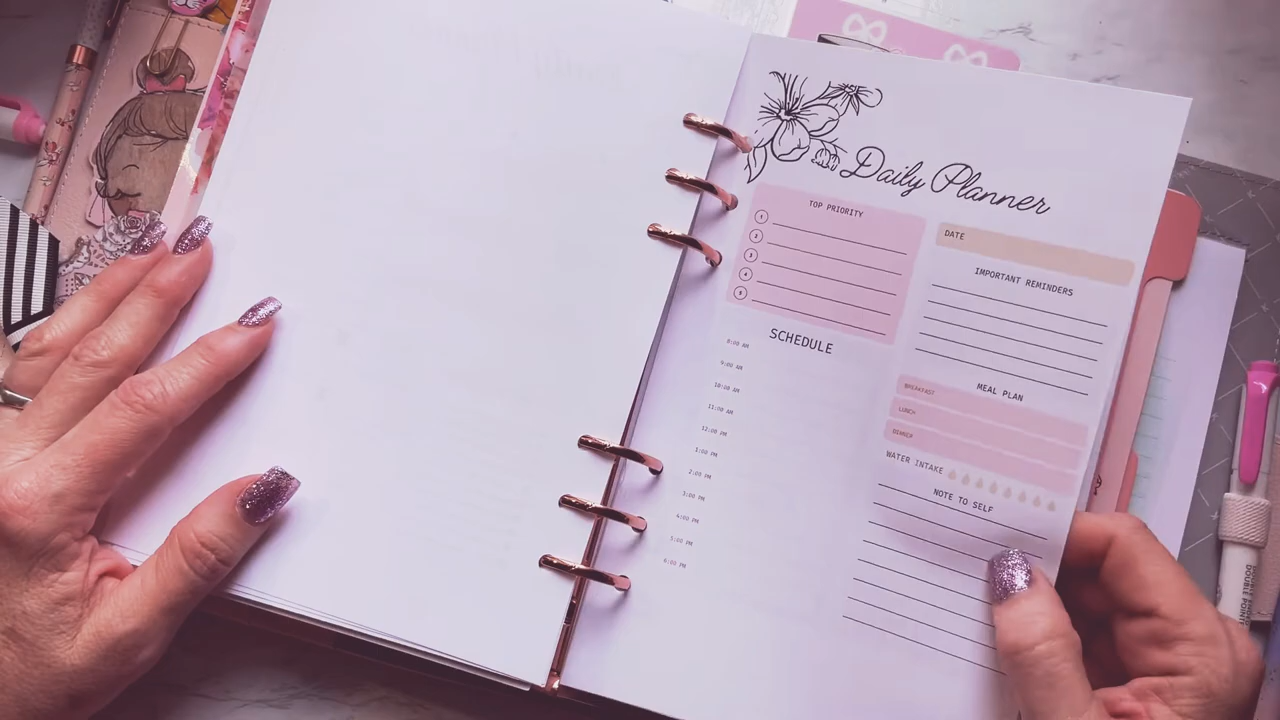 Daily Planner
TOP PRIORITY
1
2
3
4
5
SCHEDULE
8:00 AM
9:00 AM
10:00 AM
11:00 AM
12:00 PM
1:00 PM
2:00 PM
3:00 PM
4:00 PM
5:00 PM
6:00 PM
DATE
IMPORTANT REMINDERS
MEAL PLAN
BREAKFAST
LUNCH
DINNER
WATER INTAKE
NOTE TO SELF
DOUBLE POINT